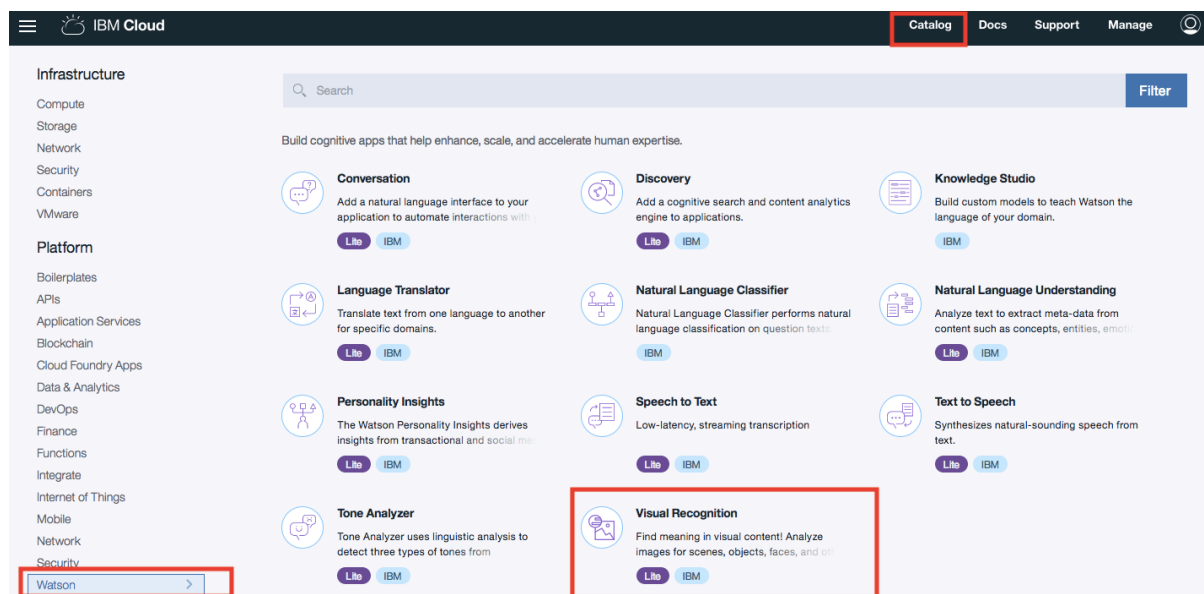 IBM Cloud
Catalog Docs Support Manage
Infrastructure
Compute
Storage
Network
Security
Containers
VMware
Platform
Boilerplates
APIs
Application Services
Blockchain
Cloud Foundry Apps
Data & Analytics
DevOps
Finance
Functions
Integrate
Internet of Things
Mobile
Network
Security
Watson
Search
Filter
Build cognitive apps that help enhance, scale, and accelerate human expertise.
Conversation
Add a natural language interface to your
application to automate interactions with
Lite IBM
Discovery
Add a cognitive search and content analytics
engine to applications.
Lite IBM
Knowledge Studio
Build custom models to teach Watson the
language of your domain.
IBM
Language Translator
Translate text from one language to another
for specific domains.
Lite IBM
Natural Language Classifier
Natural Language Classifier performs natural
language classification on question texts.
IBM
Natural Language Understanding
Analyze text to extract meta-data from
content such as concepts, entities, emoti
Lite IBM
Personality Insights
The Watson Personality Insights derives
insights from transactional and social me
Lite IBM
Speech to Text
Low-latency, streaming transcription
Lite IBM
Text to Speech
Synthesizes natural-sounding speech from
text.
Lite IBM
Tone Analyzer
Tone Analyzer uses linguistic analysis to
detect three types of tones from
Lite IBM
Visual Recognition
Find meaning in visual content! Analyze
images for scenes, objects, faces, and
Lite IBM